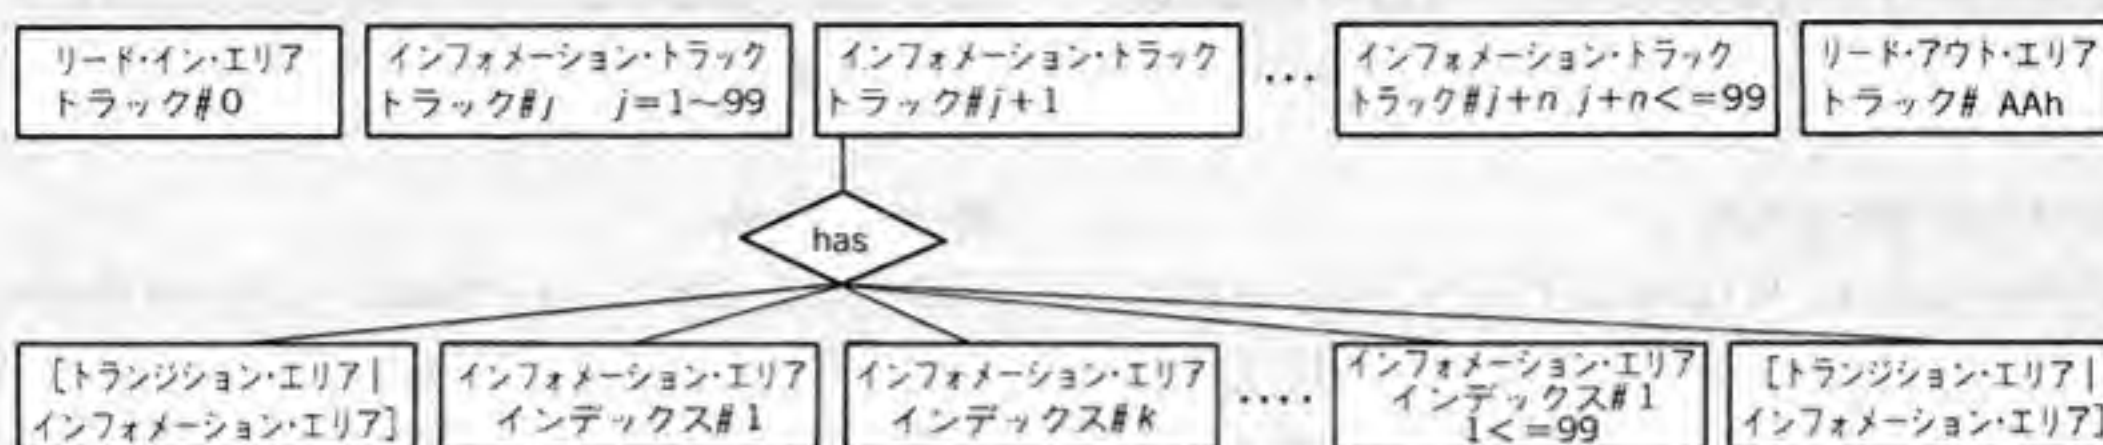 リード・イン・エリア
トラック#0
インフォメーション・トラック
トラック#j j=1~99
インフォメーション・トラック
トラック#j+1
...
インフォメーション・トラック
トラック#j+n j+n<=99
リード・アウト・エリア
トラック# AAh
has
[トランジション・エリア|
インフォメーション・エリア]
インフォメーション・エリア
インデックス#1
インフォメーション・エリア
インデックス#k
....
インフォメーション・エリア
インデックス#1
1<=99
[トランジション・エリア|
インフォメーション・エリア]